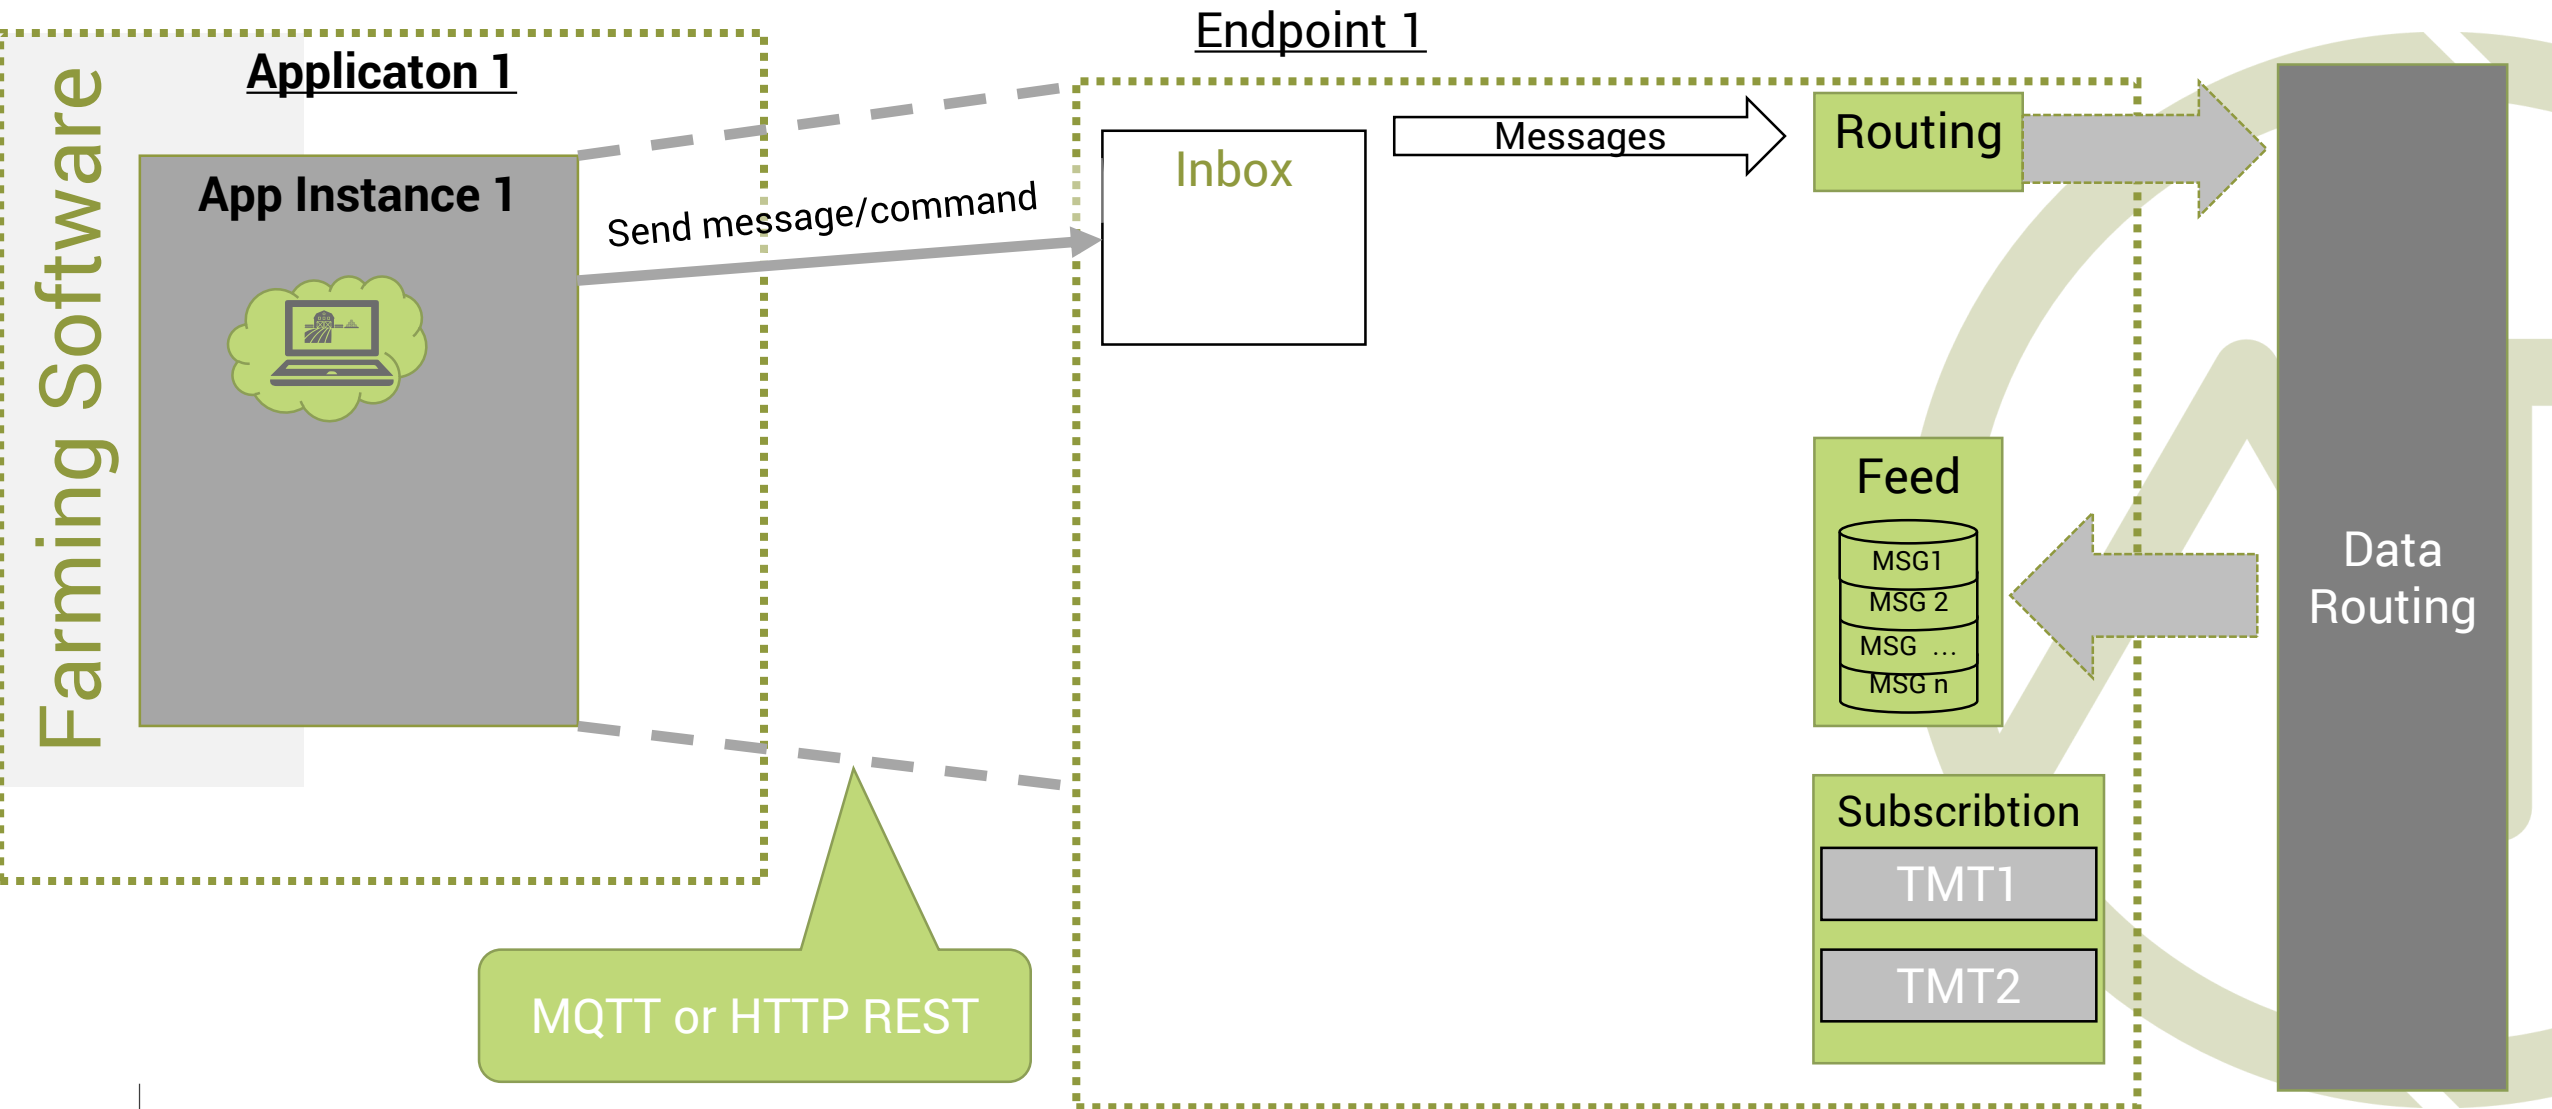 Endpoint 1
Applicaton 1
Farming Software
App Instance 1
Send message/command
Inbox
Messages
Routing
Feed
MSG1
MSG 2
MSG ...
MSG n
Data
Routing
Subscribtion
TMT1
TMT2
MQTT or HTTP REST